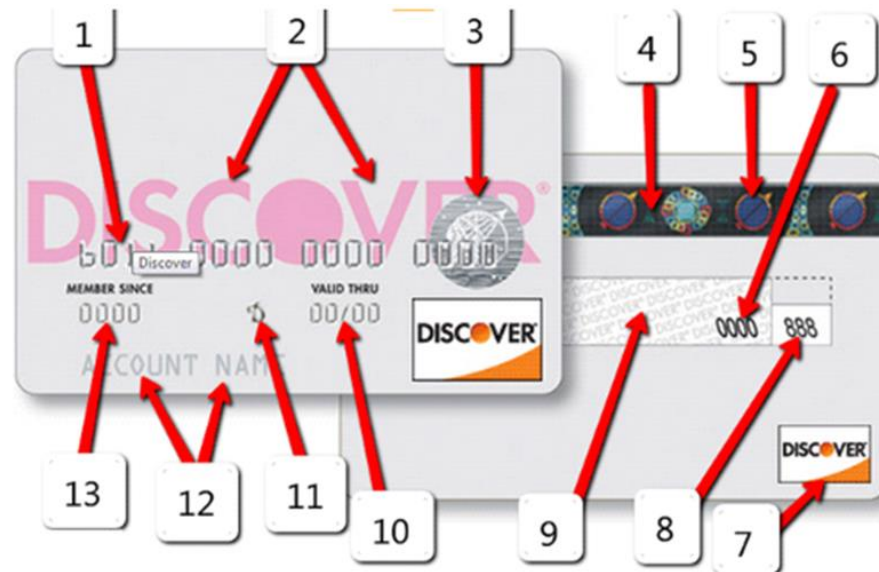 1 2 3 4 5 6
DISCOVER®
0000 0000 0000
Discover
MEMBER SINCE VALID THRU
0000 00/00
ACCOUNT NAME
DISCOVER
DISCOVER DISCOVER DISCOVER
0000 888
DISCOVER
13 12 11 10 9 8 7